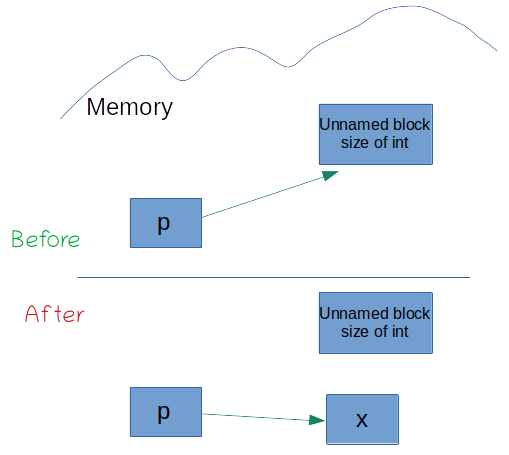 Memory
Unnamed block
size of int
p
Before
After
Unnamed block
size of int
p
x